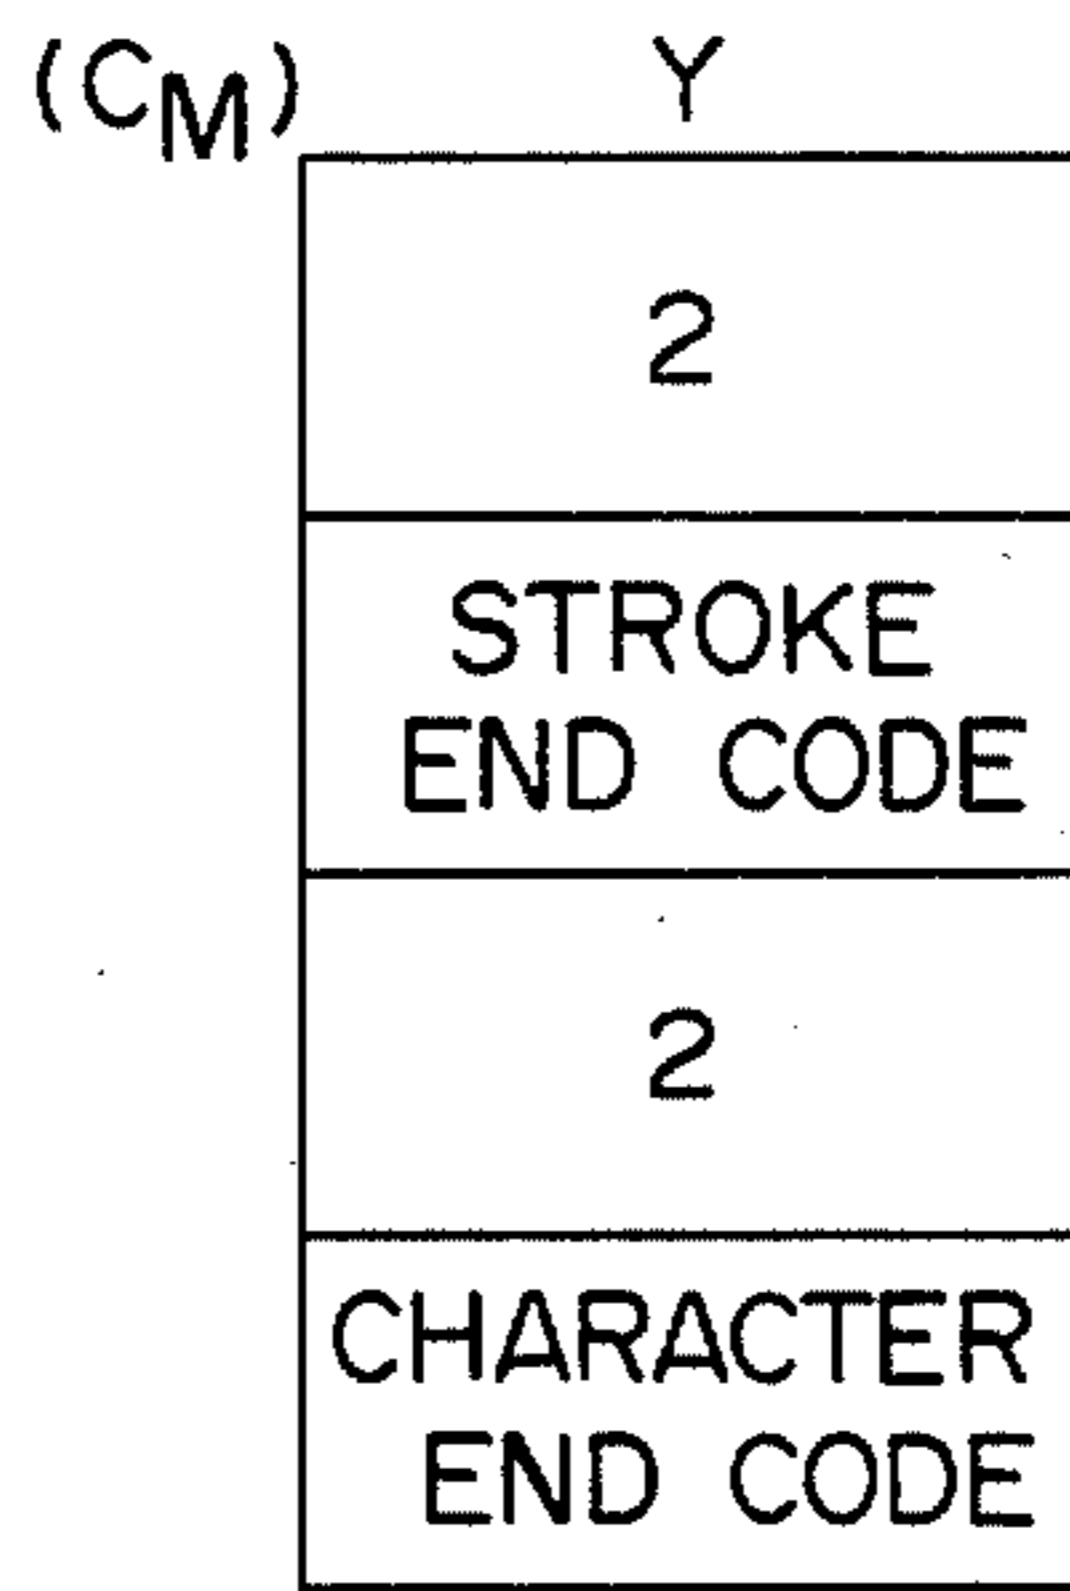 (CM) Y
2
STROKE
END CODE
2
CHARACTER
END CODE